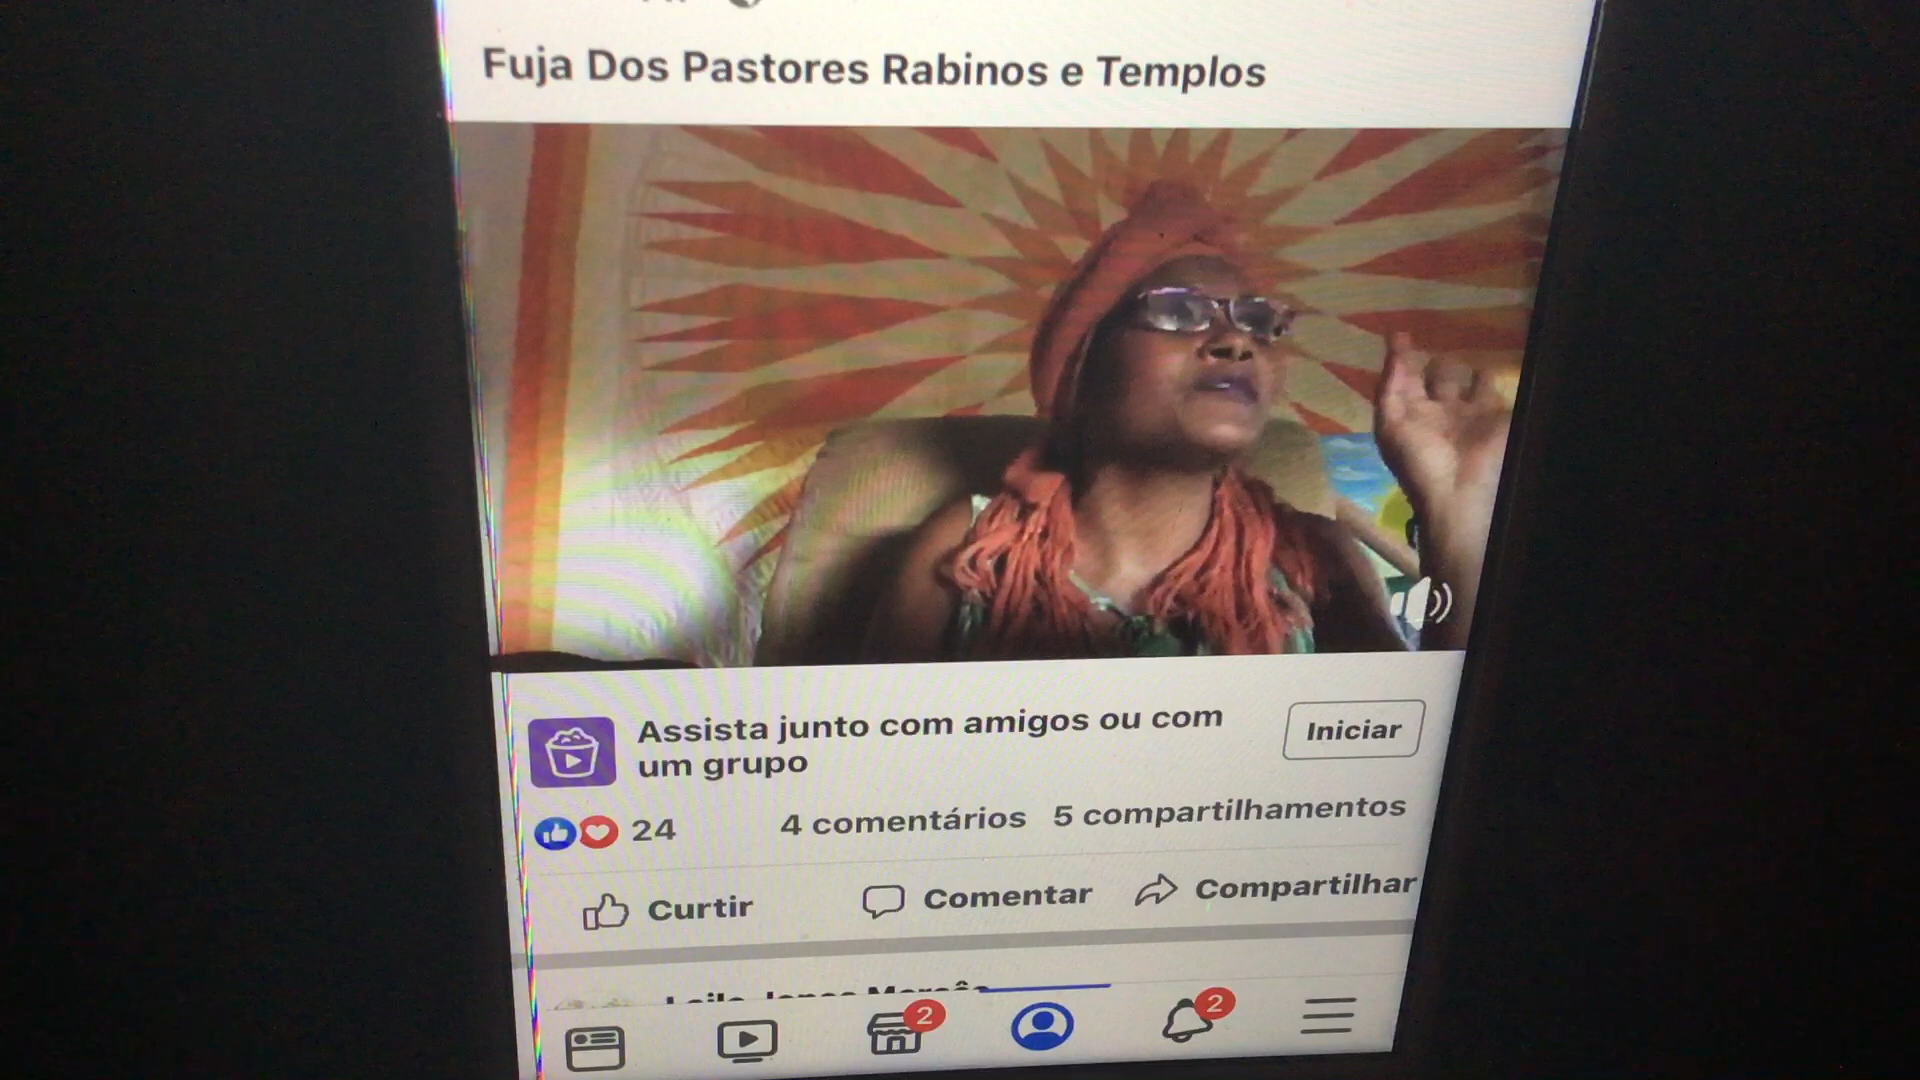 Fuja Dos Pastores Rabinos e Templos
Assista junto com amigos ou com
um grupo
Iniciar
24
4 comentários 5 compartilhamentos
Curtir
Comentar
Compartilhar
2
2